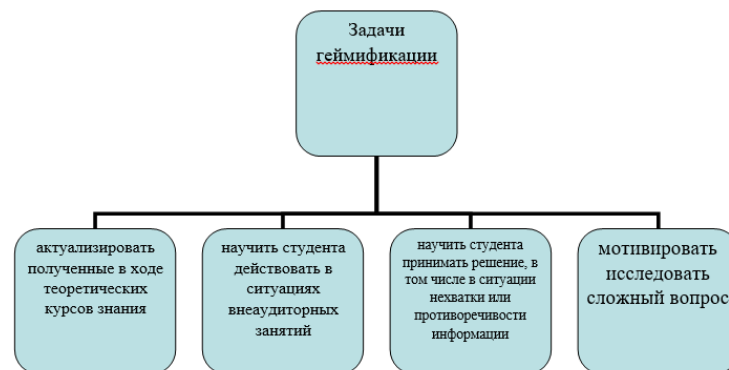 Задачи
геймификации
актуализировать
полученные в ходе
теоретических
курсов знания
научить студента
действовать в
ситуациях
внеаудиторных
занятий
научить студента
принимать решение, в
том числе в ситуации
нехватки или
противоречивости
информации
мотивировать
исследовать
сложный вопрос